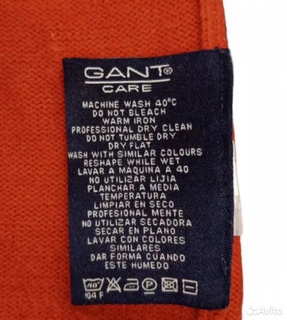 GANT®
CARE
MACHINE WASH 40°C
DO NOT BLEACH
WARM IRON
PROFESSIONAL DRY CLEAN
DO NOT TUMBLE DRY
DRY FLAT
WASH WITH SIMILAR COLOURS
RESHAPE WHILE WET
LAVAR A MAQUINA A 40
NO UTILIZAR LIJIA
PLANCHAR A MEDIA
TEMPERATURA
LIMPIAR EN SECO
PROFESIONAL MENTE
NO UTILIZAR SECADORA
SECAR EN PLANO
LAVAR CON COLORES
SIMILARES
DAR FORMA CUANDO
ESTE HUMEDO
40°
P
104 F
Avito